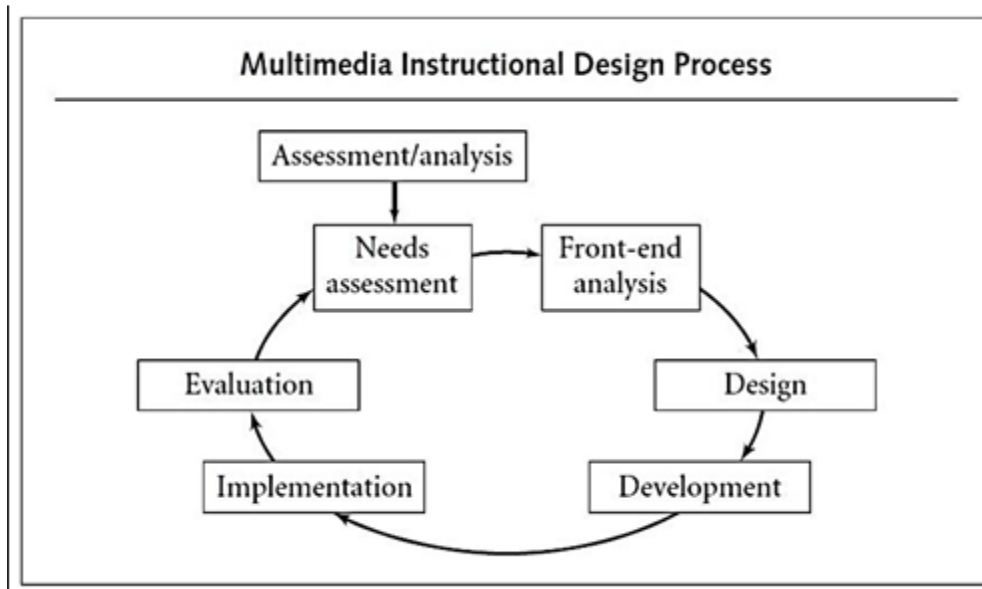 Multimedia Instructional Design Process
Assessment/analysis
Needs
assessment
Front-end
analysis
Evaluation
Design
Implementation
Development